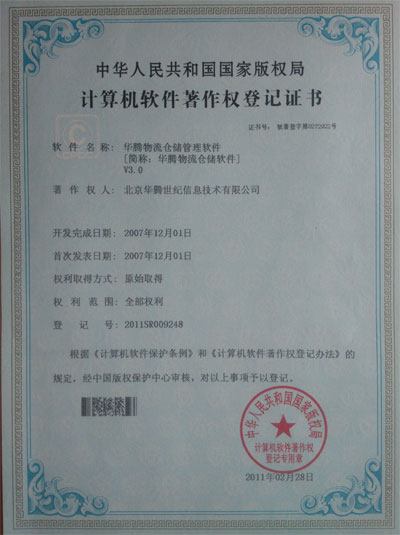 中华人民共和国国家版权局
计算机软件著作权登记证书
证书号:
软件名称: 华腾物流仓储管理软件
[简称:华腾物流仓储软件]
V3.0
著作权人: 北京华腾世纪信息技术有限公司
开发完成日期: 2007年12月01日
首次发表日期: 2007年12月01日
权利取得方式: 原始取得
权利范围: 全部权利
登记号: 2011SR009248
根据《计算机软件保护条例》和《计算机软件著作权登记办法》的
规定,经中国版权保护中心审核,对以上事项予以登记。
中华人民共和国国家版权局
计算机软件著作权
登记专用章
2011年02月28日